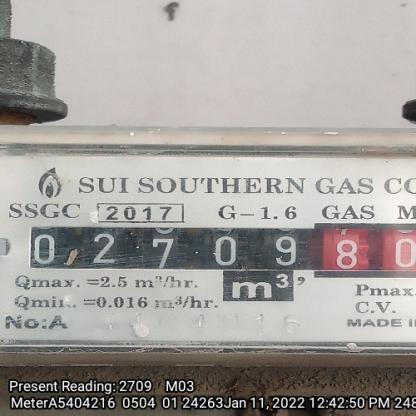 SUI SOUTHERN GAS CO
SSGC 2017 G-1.6 GAS M
0 2 7 0 9 8 0
Qmax. =2.5 m³/hr.
Qmin. =0.016 m³/hr.
m³
Pmax.
C.V.
No:A
MADE I
Present Reading: 2709 M03
MeterA5404216 0504 01 24263Jan 11, 2022 12:42:50 PM 248